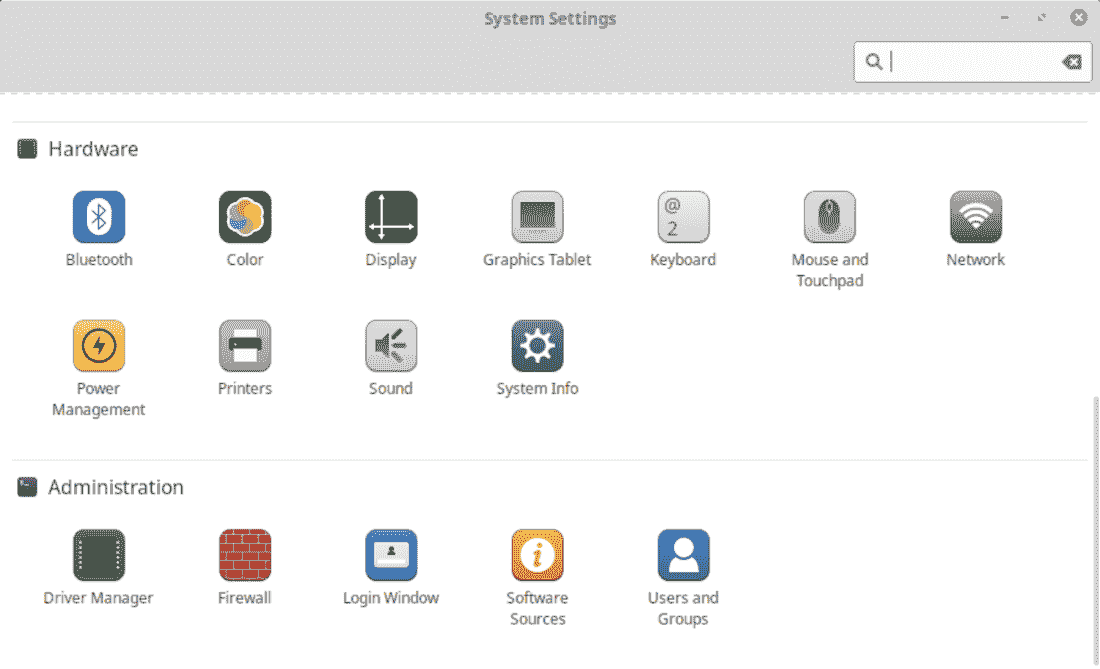 System Settings
Hardware
Bluetooth
Color
Display
Graphics Tablet
@
2
Keyboard
Mouse and
Touchpad
Network
Power
Management
Printers
Sound
System Info
Administration
Driver Manager
Firewall
Login Window
i
Software
Sources
Users and
Groups